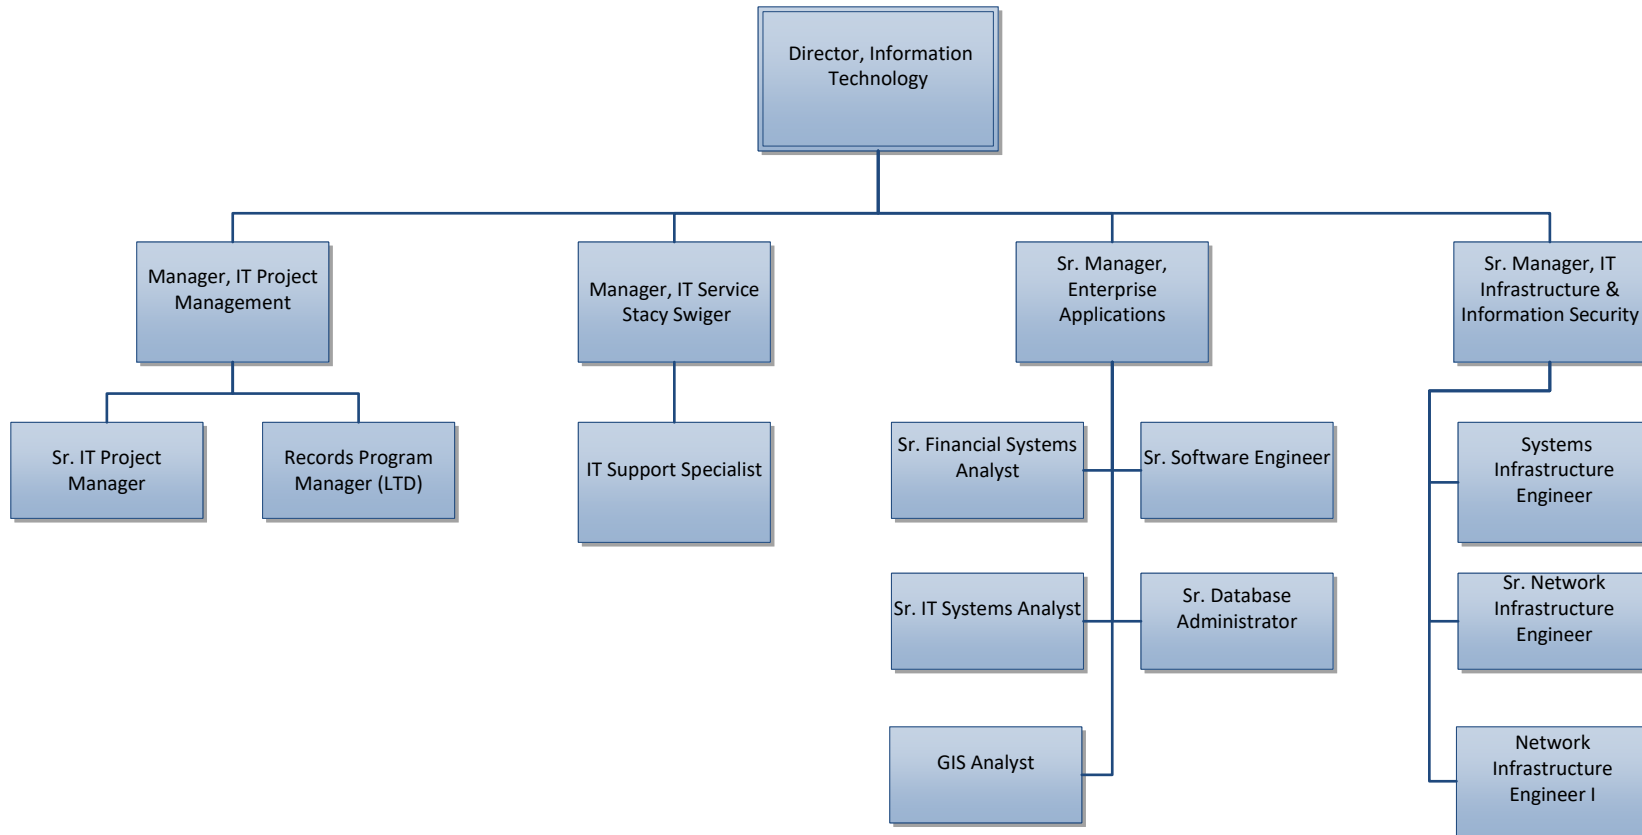 Director, Information
Technology
Manager, IT Project
Management
Manager, IT Service
Stacy Swiger
Sr. Manager,
Enterprise
Applications
Sr. Manager, IT
Infrastructure &
Information Security
Sr. IT Project
Manager
Records Program
Manager (LTD)
IT Support Specialist
Sr. Financial Systems
Analyst
Sr. Software Engineer
Systems
Infrastructure
Engineer
Sr. IT Systems Analyst
Sr. Database
Administrator
Sr. Network
Infrastructure
Engineer
GIS Analyst
Network
Infrastructure
Engineer I